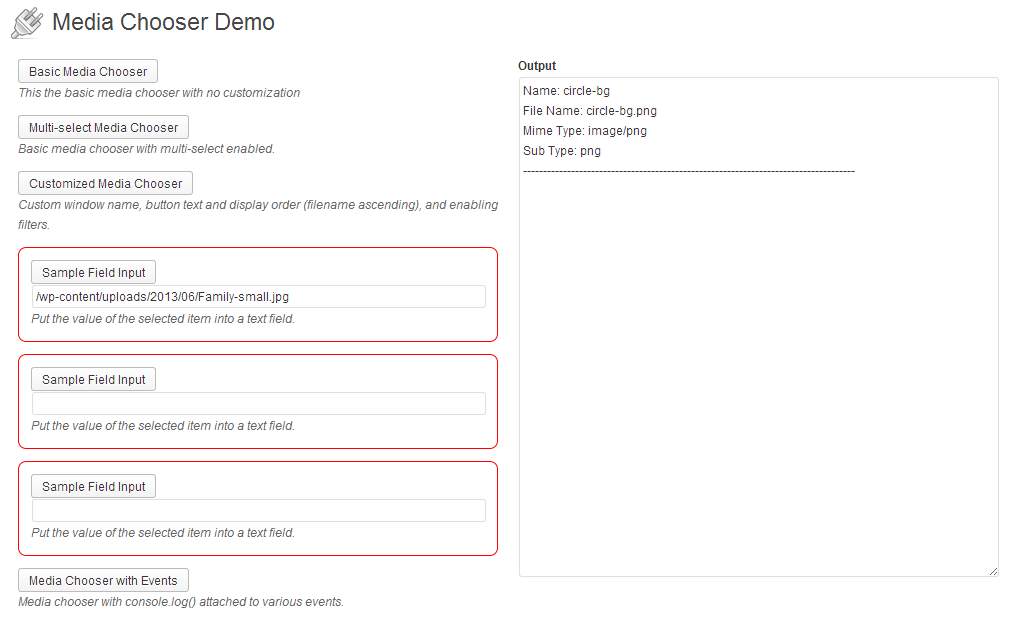 Media Chooser Demo
Basic Media Chooser
This the basic media chooser with no customization
Multi-select Media Chooser
Basic media chooser with multi-select enabled.
Customized Media Chooser
Custom window name, button text and display order (filename ascending), and enabling
filters.
Sample Field Input
/wp-content/uploads/2013/06/Family-small.jpg
Put the value of the selected item into a text field.
Sample Field Input
Put the value of the selected item into a text field.
Sample Field Input
Put the value of the selected item into a text field.
Media Chooser with Events
Media chooser with console.log() attached to various events.
Output
Name: circle-bg
File Name: circle-bg.png
Mime Type: image/png
Sub Type: png
-----------------------------------------------------------------------------------